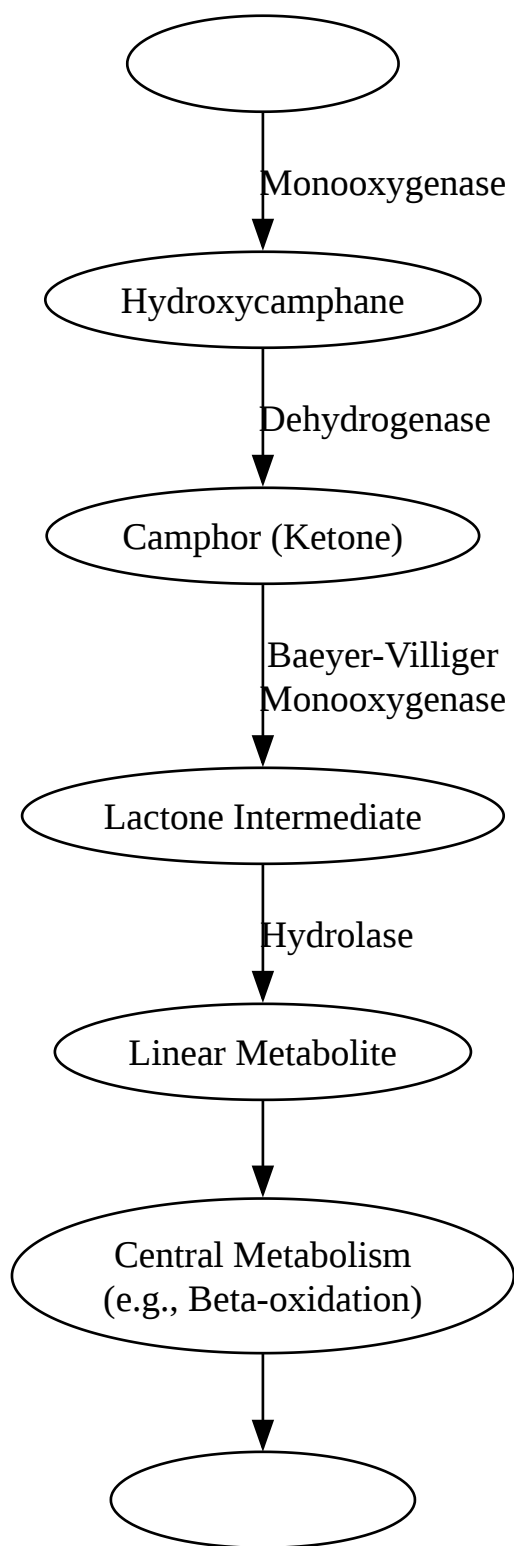 Monooxygenase
Hydroxycamphane
Dehydrogenase
Camphor (Ketone)
Baeyer-Villiger
Monooxygenase
Lactone Intermediate
Hydrolase
Linear Metabolite
Central Metabolism
(e.g., Beta-oxidation)